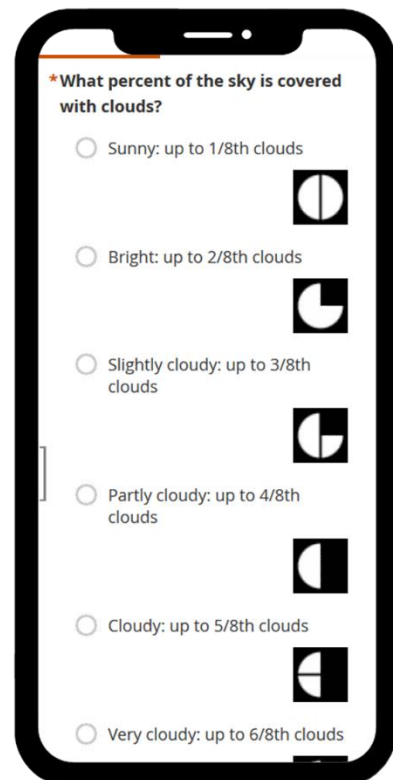 *What percent of the sky is covered
with clouds?
Sunny: up to 1/8th clouds
Bright: up to 2/8th clouds
Slightly cloudy: up to 3/8th
clouds
Partly cloudy: up to 4/8th
clouds
Cloudy: up to 5/8th clouds
Very cloudy: up to 6/8th clouds